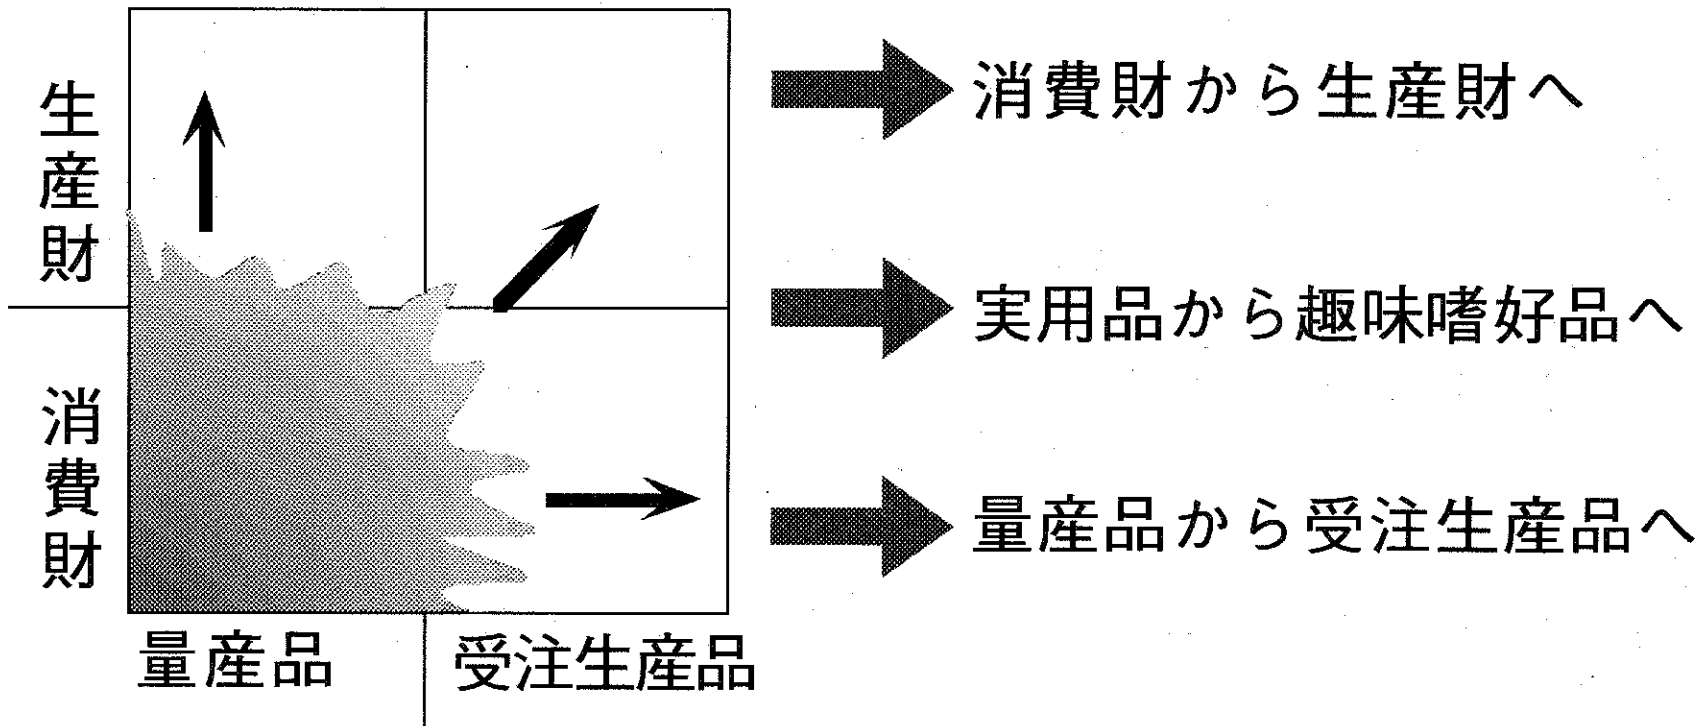 生産財
消費財
量産品
受注生産品
消費財から生産財へ
実用品から趣味嗜好品へ
量産品から受注生産品へ